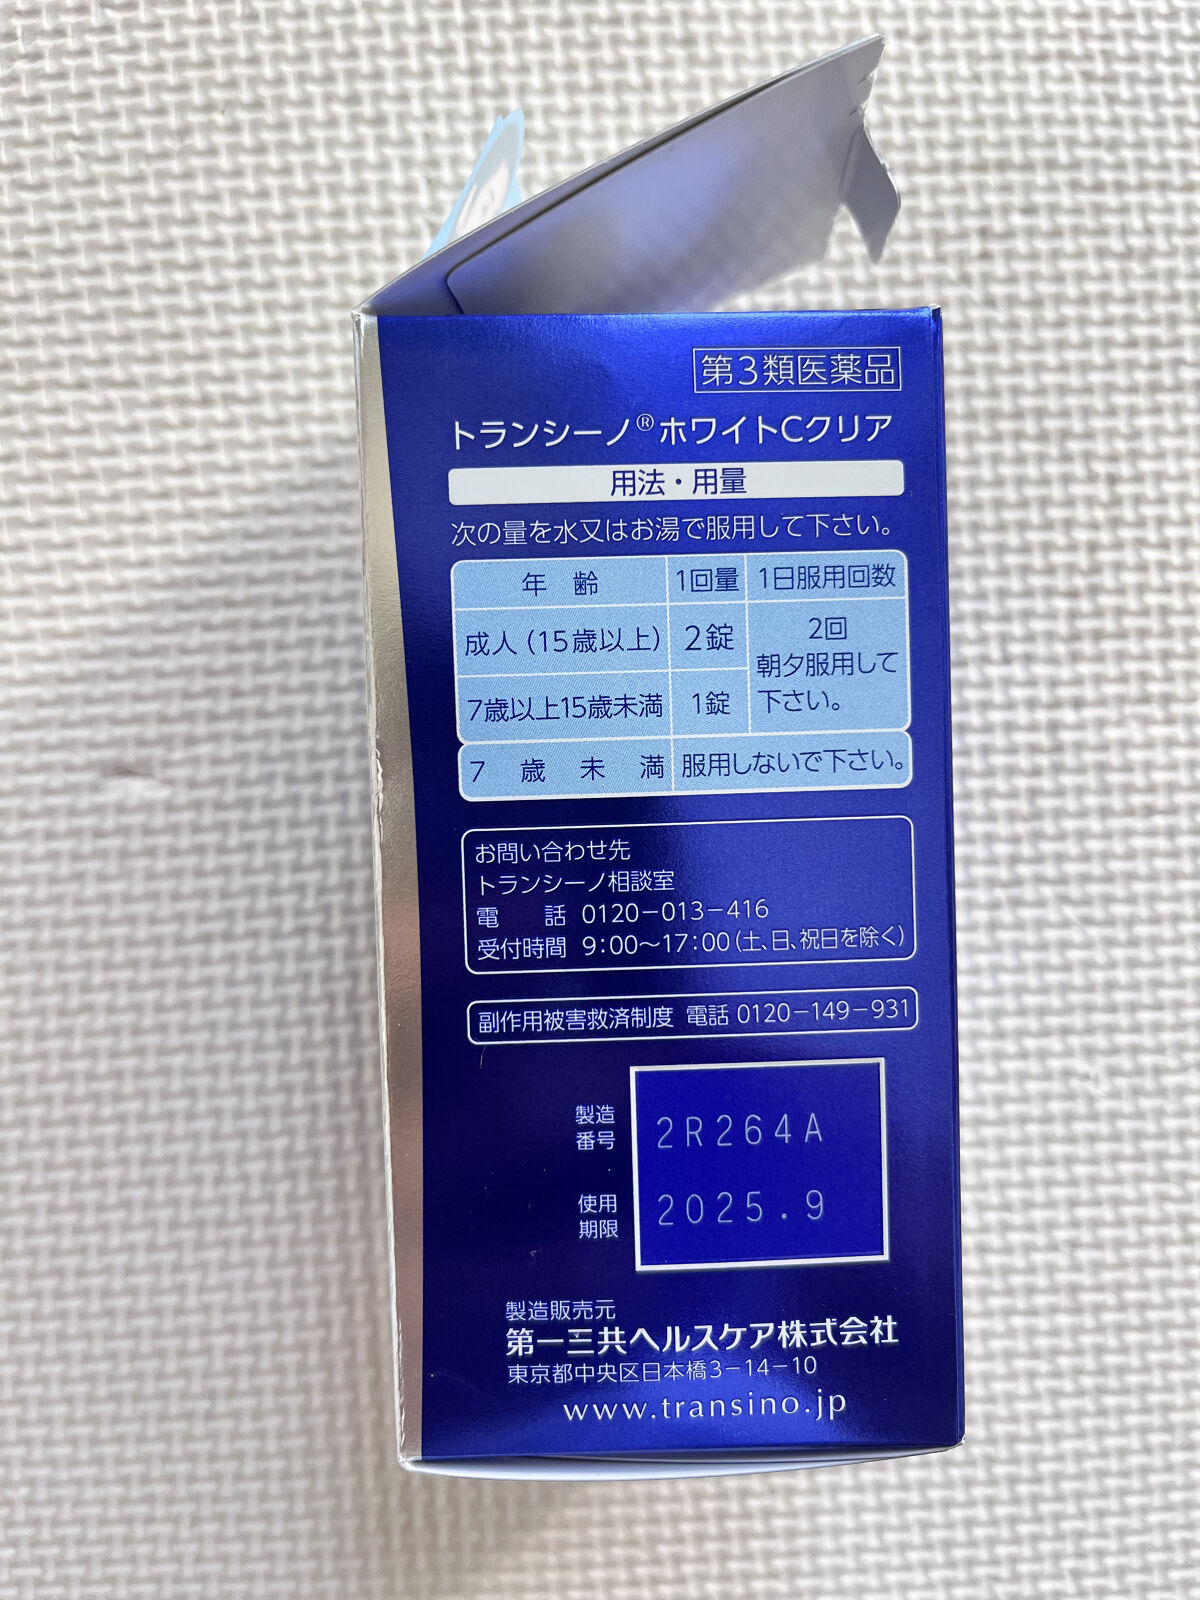 第3類医薬品
トランシーノ®ホワイトCクリア
用法・用量
次の量を水又はお湯で服用して下さい。
年 齢 1回量 1日服用回数
成人(15歳以上) 2錠 2回
朝夕服用して
下さい。
7歳以上15歳未満 1錠
7歳未満 服用しないで下さい。
お問い合わせ先
トランシーノ相談室
電 話 0120-013-416
受付時間 9:00〜17:00(土、日、祝日を除く)
副作用被害救済制度 電話 0120-149-931
製造
番号 2R264A
使用
期限 2025.9
製造販売元
第一三共ヘルスケア株式会社
東京都中央区日本橋3-14-10
www.transino.jp